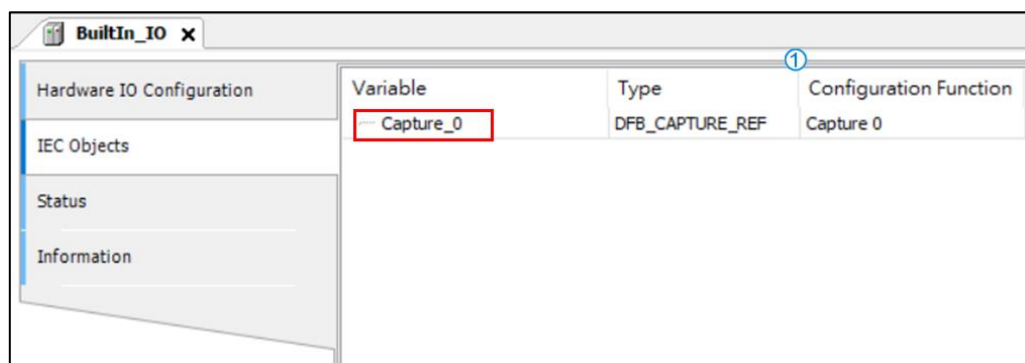 BuiltIn_IO X
①
Hardware IO Configuration
Variable Type Configuration Function
Capture_0 DFB_CAPTURE_REF Capture 0
IEC Objects
Status
Information